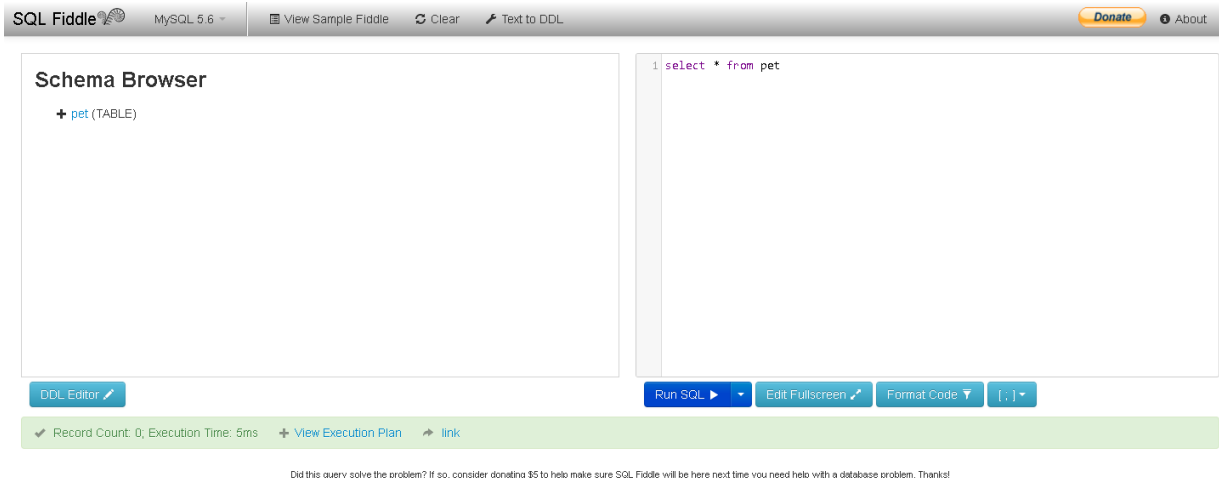 SQL Fiddle MySQL 5.6 View Sample Fiddle Clear Text to DDL Donate About
Schema Browser
pet (TABLE)
1 select * from pet
DDL Editor
Run SQL Edit Fullscreen Format Code [ ; ]
Record Count: 0; Execution Time: 5ms View Execution Plan link
Did this query solve the problem? If so, consider donating $5 to help make sure SQL Fiddle will be here next time you need help with a database problem. Thanks!